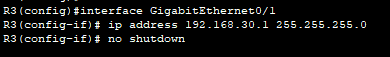 R3(config)#interface GigabitEthernet0/1
R3(config-if)# ip address 192.168.30.1 255.255.255.0
R3(config-if)# no shutdown